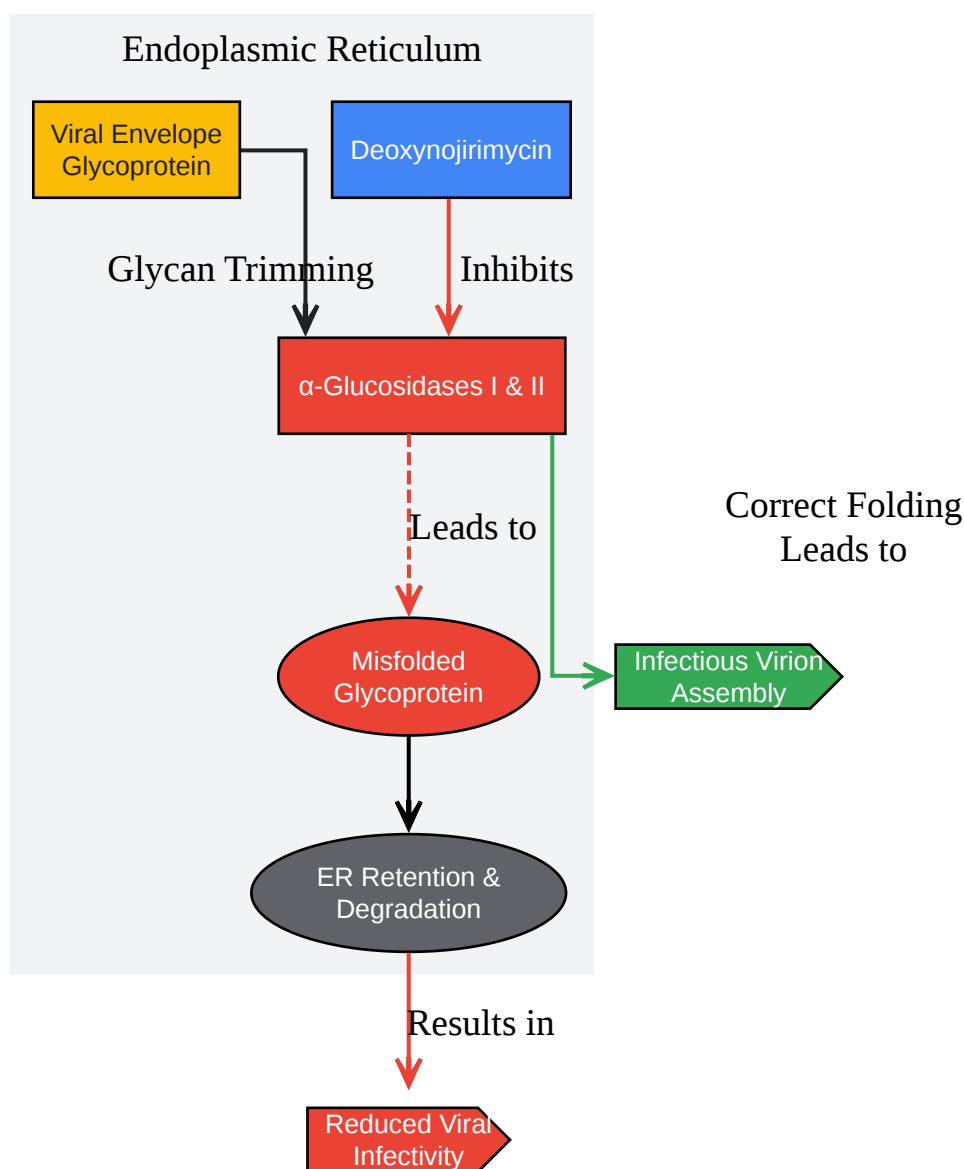 Endoplasmic Reticulum
Viral Envelope
Glycoprotein
Deoxynojirimycin
Glycan Trimming
Inhibits
α-Glucosidases I & II
Leads to
Correct Folding
Leads to
Misfolded
Glycoprotein
Infectious Virion
Assembly
ER Retention &
Degradation
Results in
Reduced Viral
Infectivity